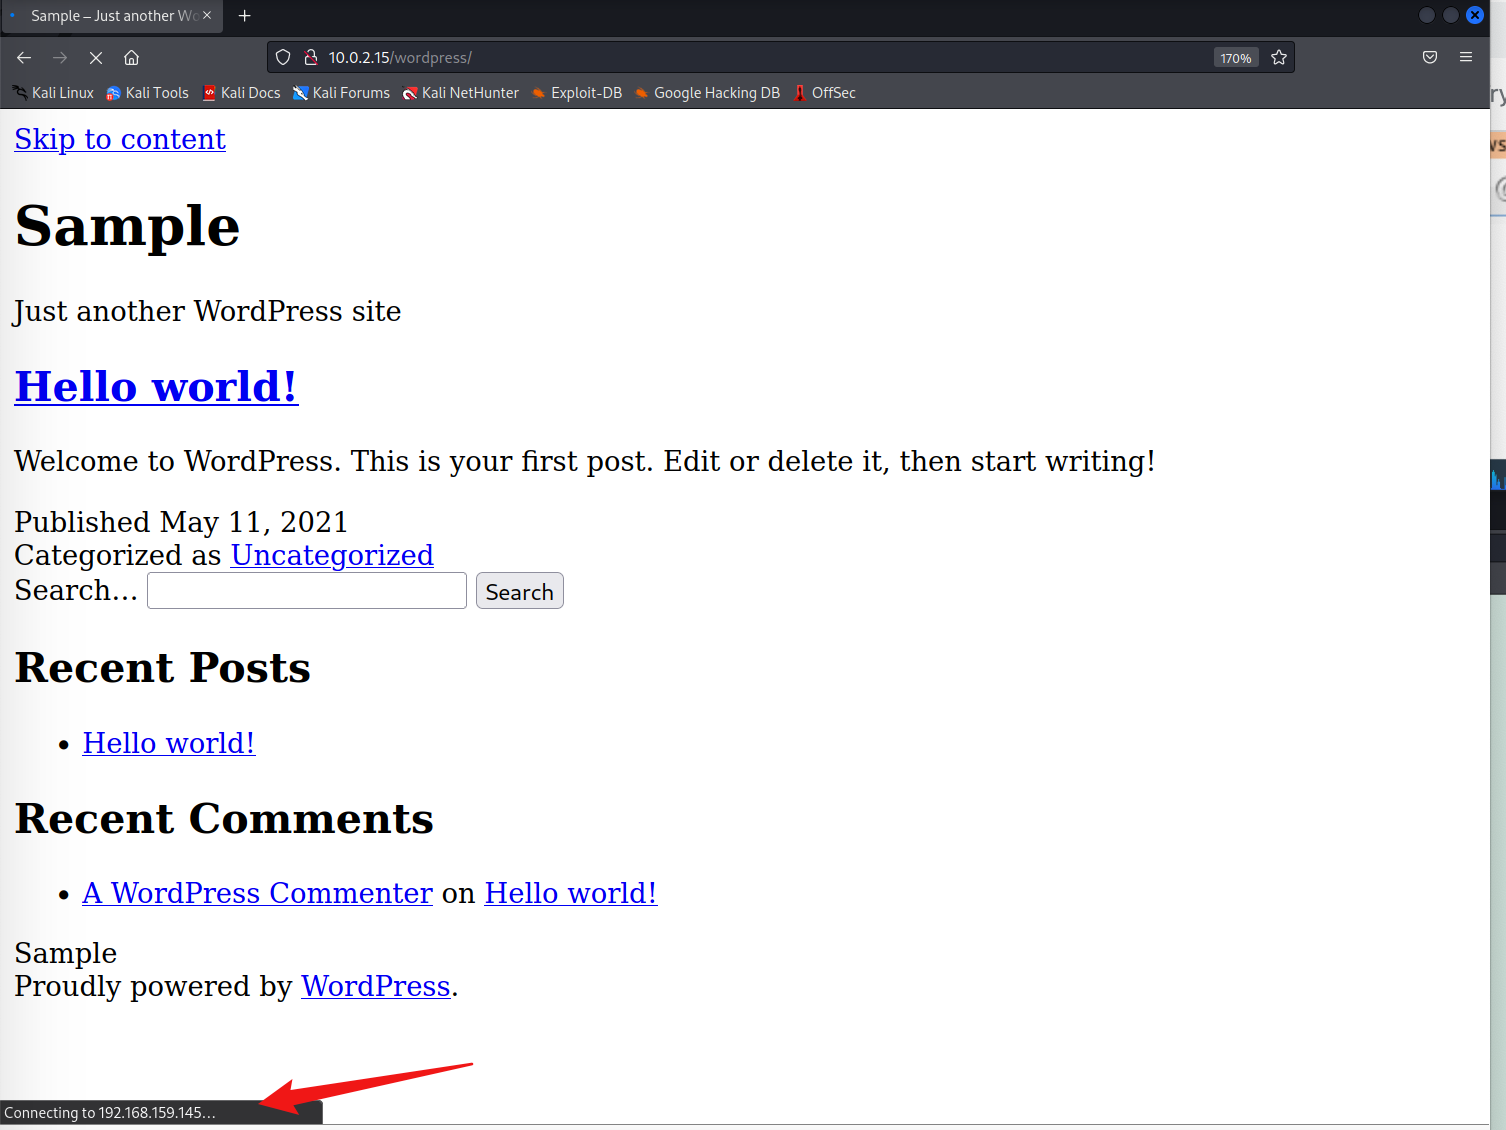 Sample – Just another Wo
10.0.2.15/wordpress/
170%
Kali Linux Kali Tools Kali Docs Kali Forums Kali NetHunter Exploit-DB Google Hacking DB OffSec
Skip to content
Sample
Just another WordPress site
Hello world!
Welcome to WordPress. This is your first post. Edit or delete it, then start writing!
Published May 11, 2021
Categorized as Uncategorized
Search… Search
Recent Posts
• Hello world!
Recent Comments
• A WordPress Commenter on Hello world!
Sample
Proudly powered by WordPress.
Connecting to 192.168.159.145…